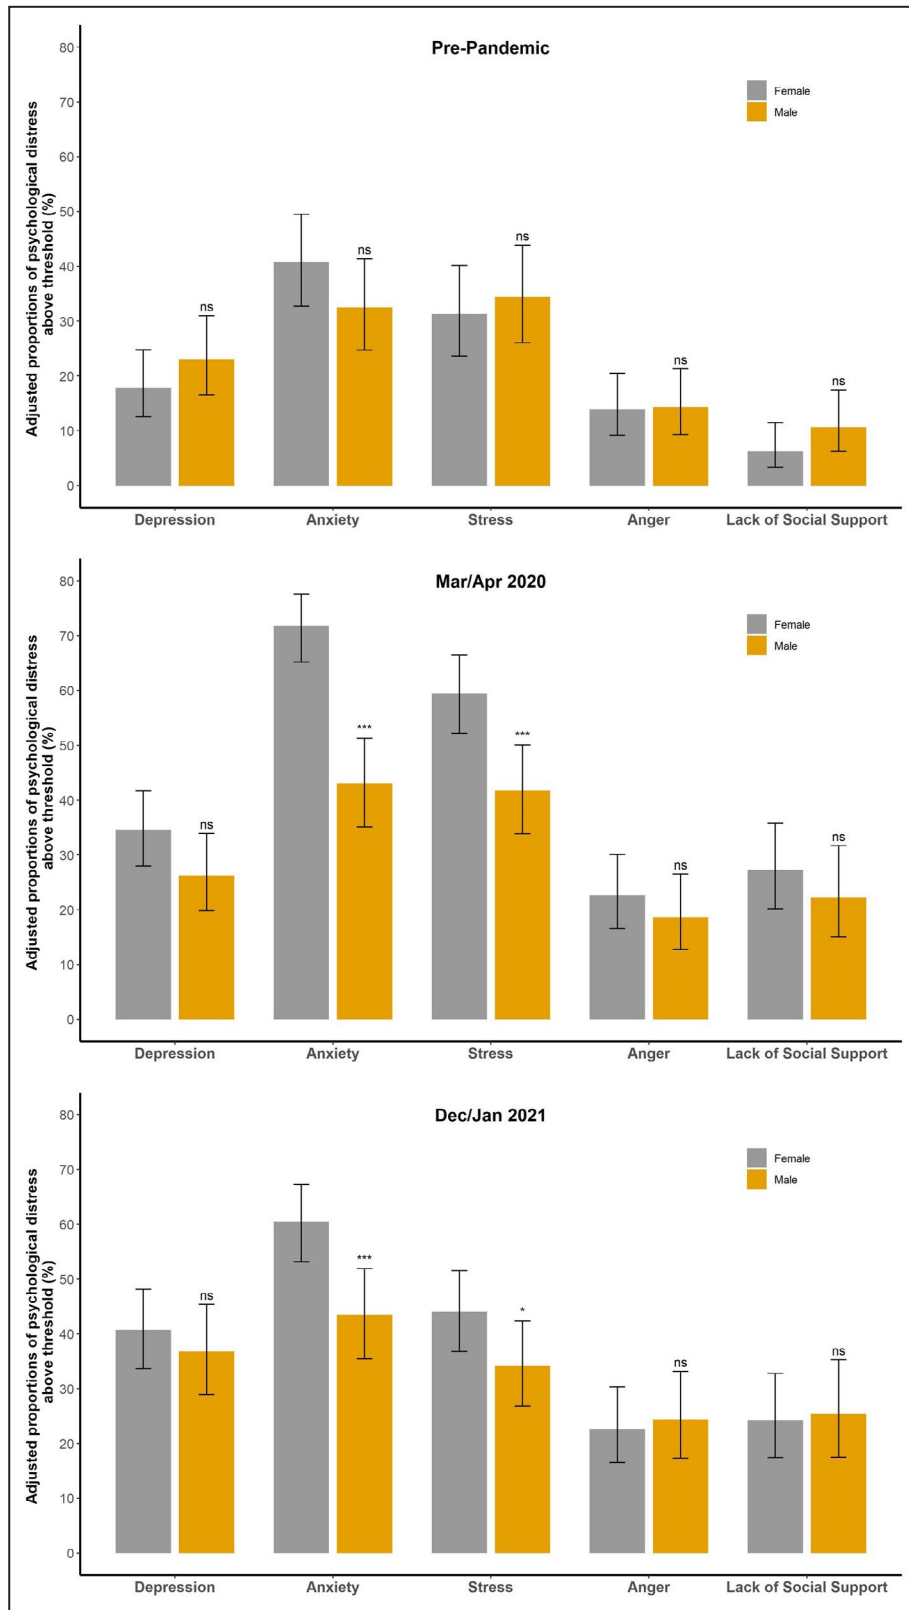 Pre-Pandemic
Adjusted proportions of psychological distress
above threshold (%)
80
70
60
50
40
30
20
10
0
Female
Male
ns
ns
ns
ns
ns
Depression Anxiety Stress Anger Lack of Social Support
Mar/Apr 2020
Adjusted proportions of psychological distress
above threshold (%)
80
70
60
50
40
30
20
10
0
Female
Male
ns
***
***
ns
ns
Depression Anxiety Stress Anger Lack of Social Support
Dec/Jan 2021
Adjusted proportions of psychological distress
above threshold (%)
80
70
60
50
40
30
20
10
0
Female
Male
ns
***
*
ns
ns
Depression Anxiety Stress Anger Lack of Social Support